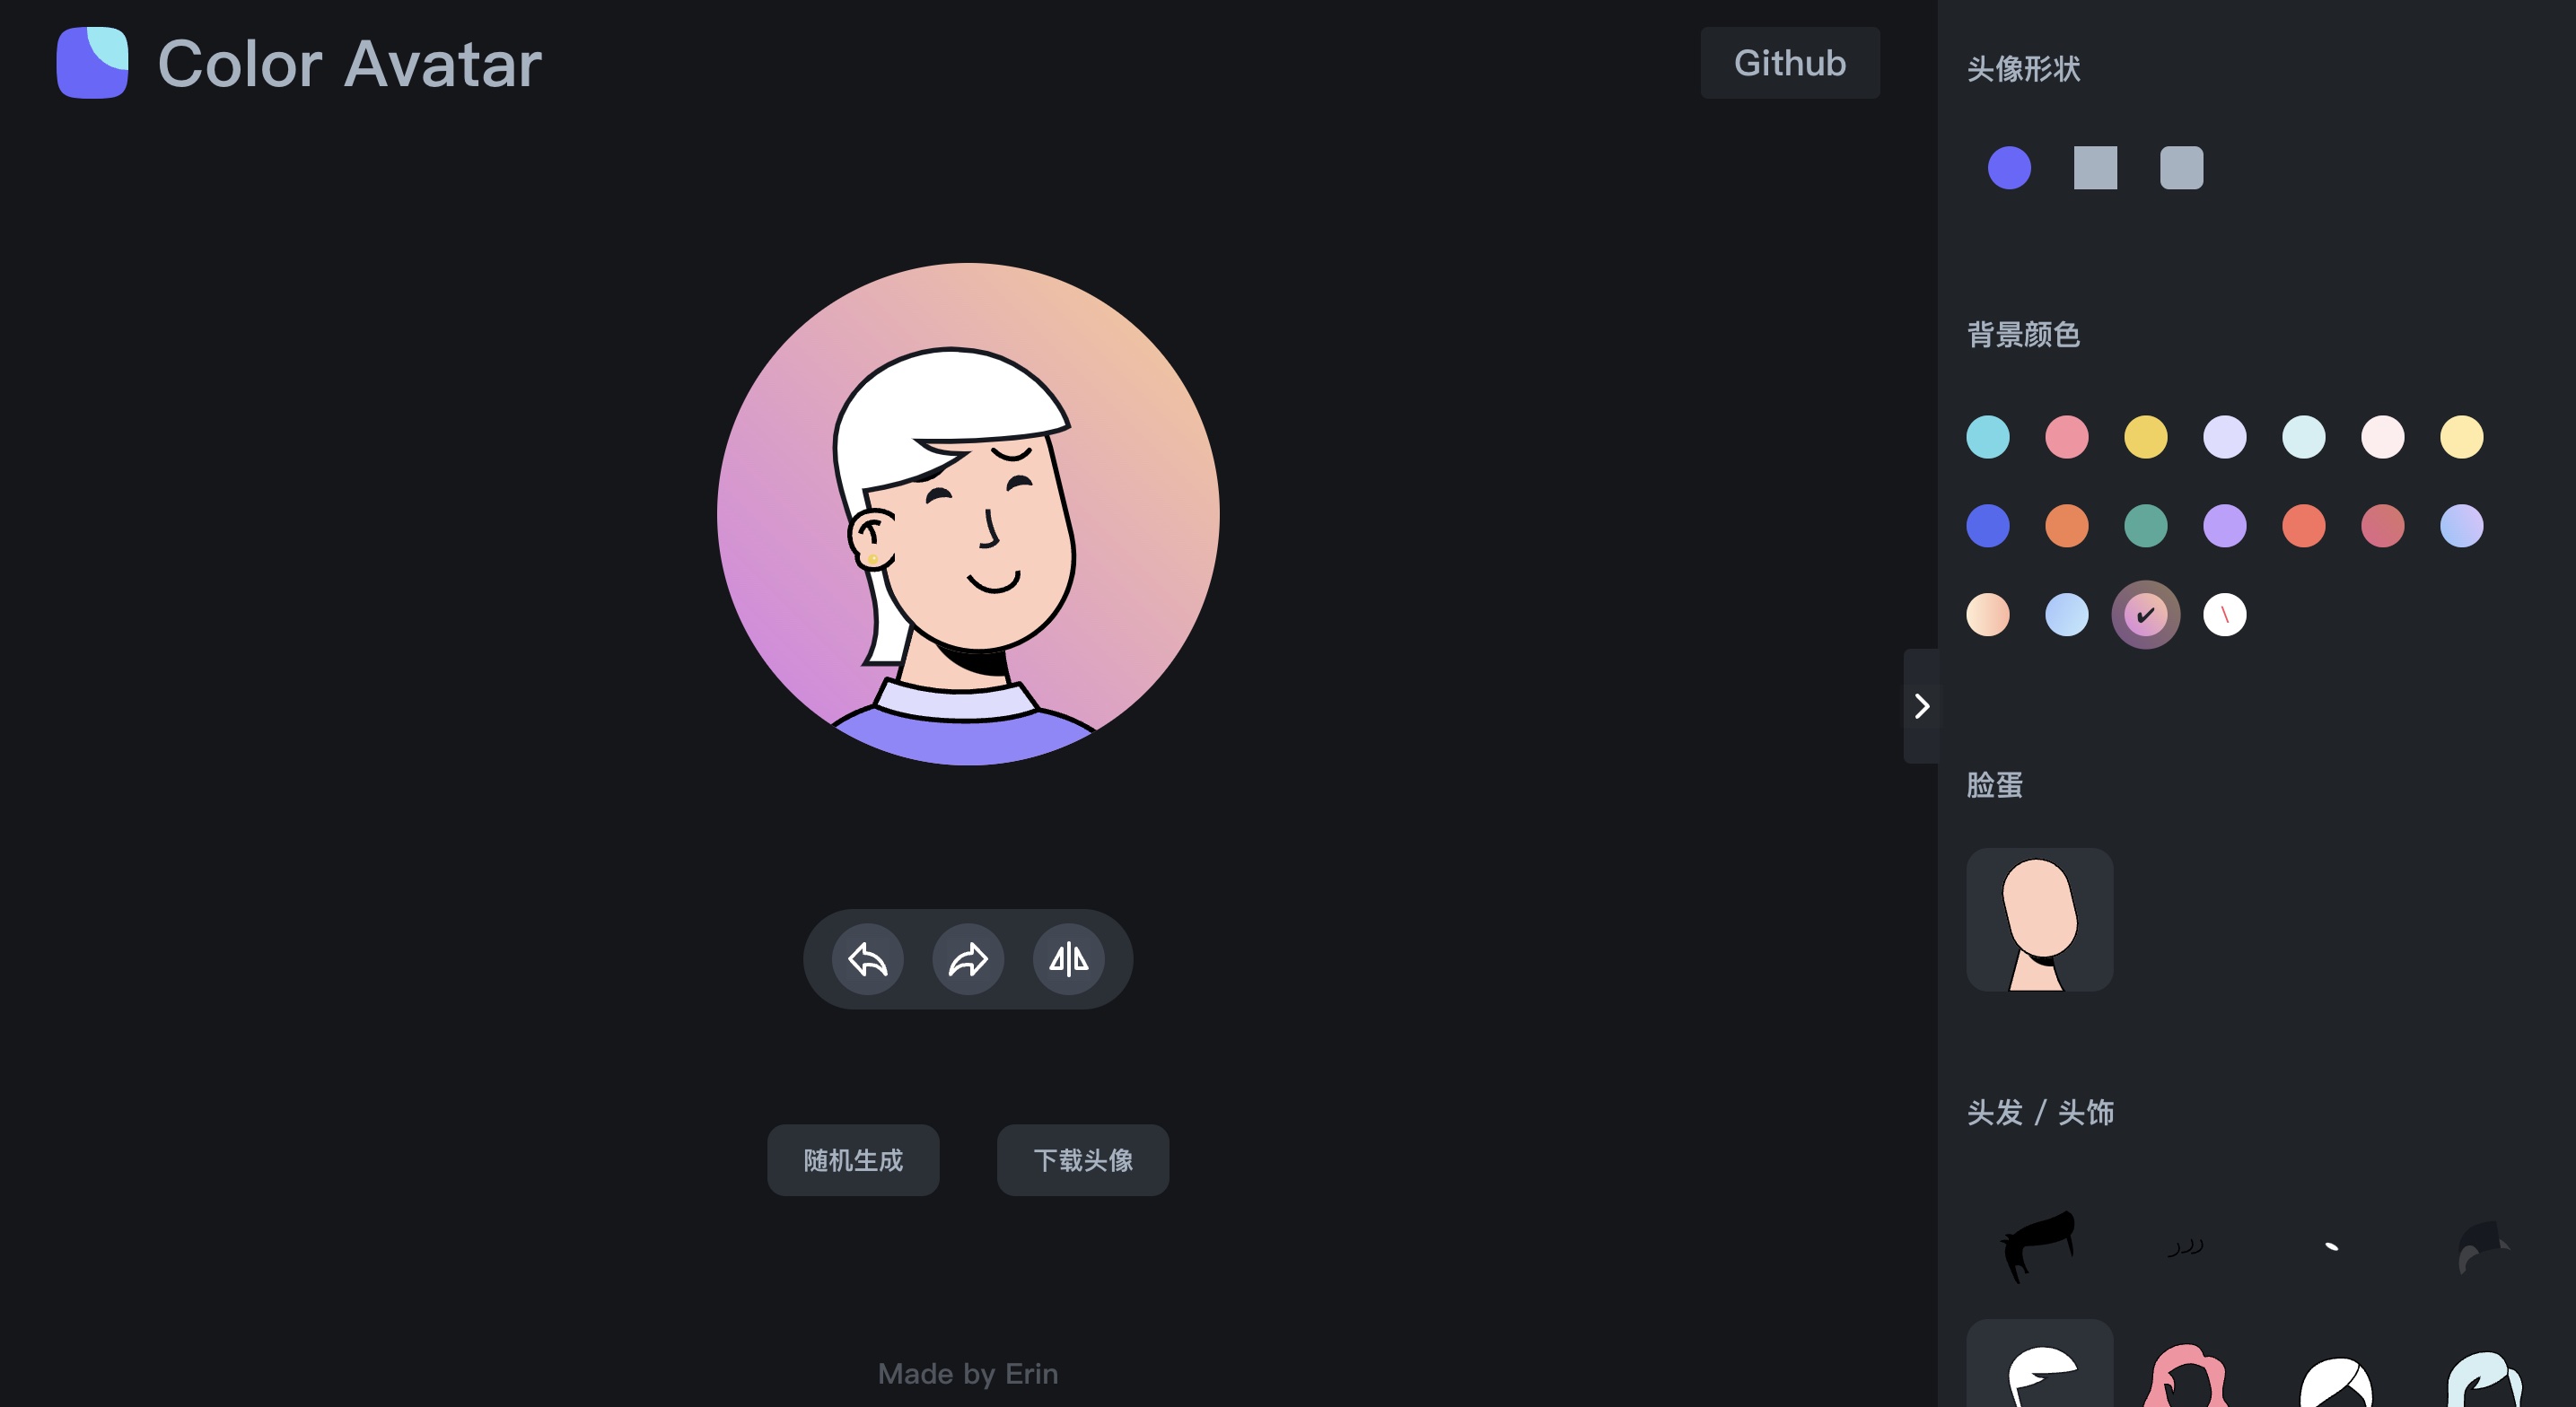 Color Avatar
Github
随机生成
下载头像
Made by Erin
头像形状
背景颜色
脸蛋
头发 / 头饰